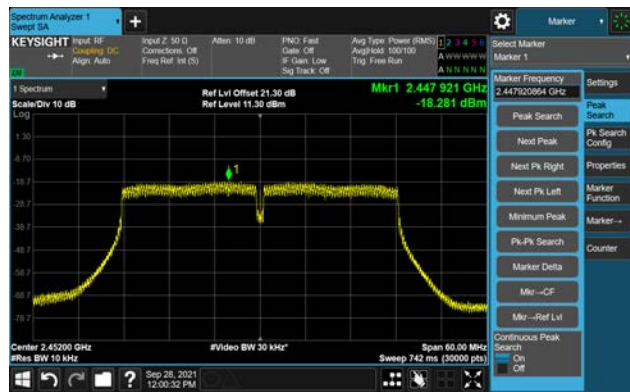 Spectrum Analyzer 1
Swept SA
Marker
KEYSIGHT
Input: RF
Coupling: DC
Align: Auto
Input Z: 50 Ω
Corrections: Off
Freq Ref: Int (S)
Atten: 10 dB
PNO: Fast
Gate: Off
IF Gain: Low
Sig Track: Off
Avg Type: Power (RMS)
Avg|Hold: 100/100
Trig: Free Run
1 2 3 4 5 6
A W W W W W
A N N N N N
Select Marker
Marker 1
1 Spectrum
Scale/Div 10 dB
Log
Ref Lvl Offset 21.30 dB
Ref Level 11.30 dBm
Mkr1 2.447 921 GHz
-18.281 dBm
1.30
-8.70
-18.7
-28.7
-38.7
-48.7
-58.7
-68.7
-78.7
1
Marker Frequency
2.447920864 GHz
Peak Search
Next Peak
Next Pk Right
Next Pk Left
Minimum Peak
Pk-Pk Search
Marker Delta
Mkr→CF
Mkr→Ref Lvl
Continuous Peak
Search
On
Off
Settings
Peak
Search
Pk Search
Config
Properties
Marker
Function
Marker→
Counter
Center 2.45200 GHz
#Res BW 10 kHz
#Video BW 30 kHz*
Span 60.00 MHz
Sweep 742 ms (30000 pts)
Sep 28, 2021
12:00:32 PM